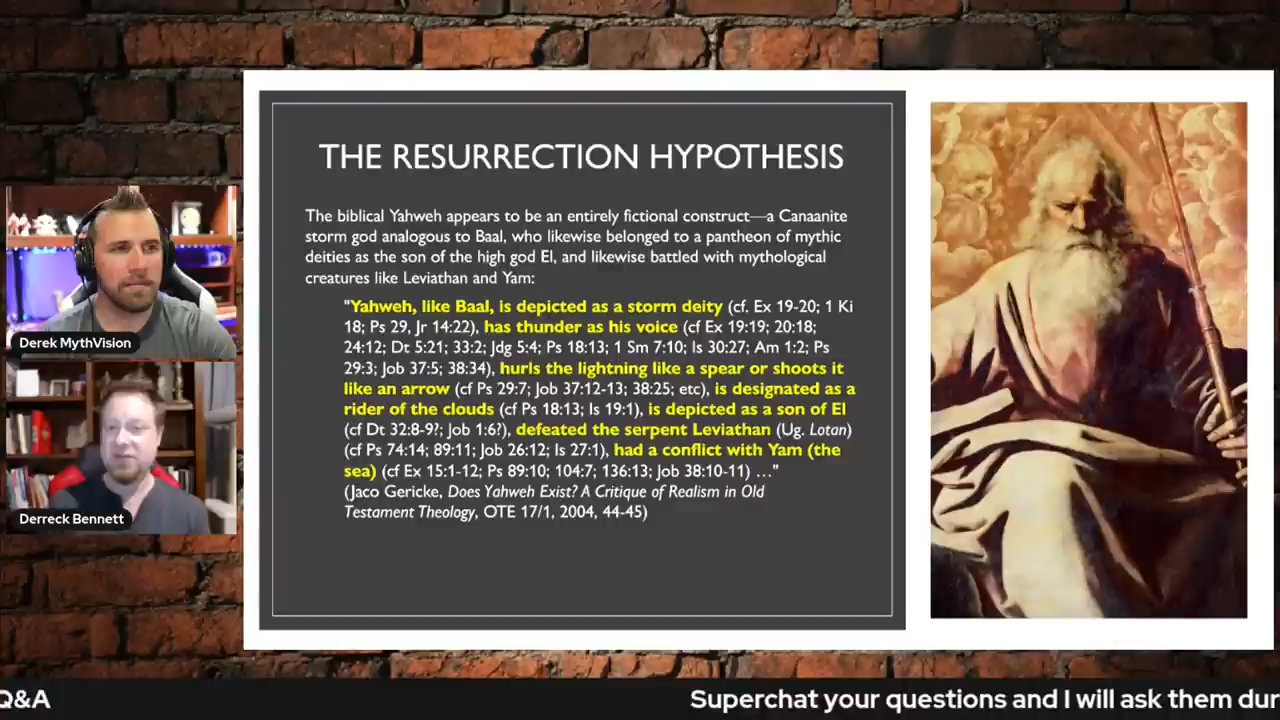 THE RESURRECTION HYPOTHESIS
The biblical Yahweh appears to be an entirely fictional construct—a Canaanite
storm god analogous to Baal, who likewise belonged to a pantheon of mythic
deities as the son of the high god El, and likewise battled with mythological
creatures like Leviathan and Yam:
"Yahweh, like Baal, is depicted as a storm deity (cf. Ex 19-20; 1 Ki
18; Ps 29, Jr 14:22), has thunder as his voice (cf Ex 19:19; 20:18;
24:12; Dt 5:21; 33:2; Jdg 5:4; Ps 18:13; 1 Sm 7:10; Is 30:27; Am 1:2; Ps
29:3; Job 37:5; 38:34), hurls the lightning like a spear or shoots it
like an arrow (cf Ps 29:7; Job 37:12-13; 38:25; etc), is designated as a
rider of the clouds (cf Ps 18:13; Is 19:1), is depicted as a son of El
(cf Dt 32:8-9?; Job 1:6?), defeated the serpent Leviathan (Ug. Lotan)
(cf Ps 74:14; 89:11; Job 26:12; Is 27:1), had a conflict with Yam (the
sea) (cf Ex 15:1-12; Ps 89:10; 104:7; 136:13; Job 38:10-11) …"
(Jaco Gericke, Does Yahweh Exist? A Critique of Realism in Old
Testament Theology, OTE 17/1, 2004, 44-45)
Derek MythVision
Derreck Bennett
Q&A
Superchat your questions and I will ask them dur